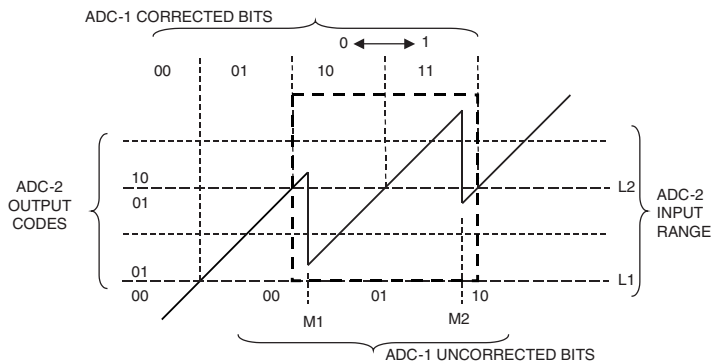 ADC-1 CORRECTED BITS
0 1
00 01 10 11
ADC-2
OUTPUT
CODES
10
01
01
00
L2
ADC-2
INPUT
RANGE
L1
00 01 10
M1 M2
ADC-1 UNCORRECTED BITS